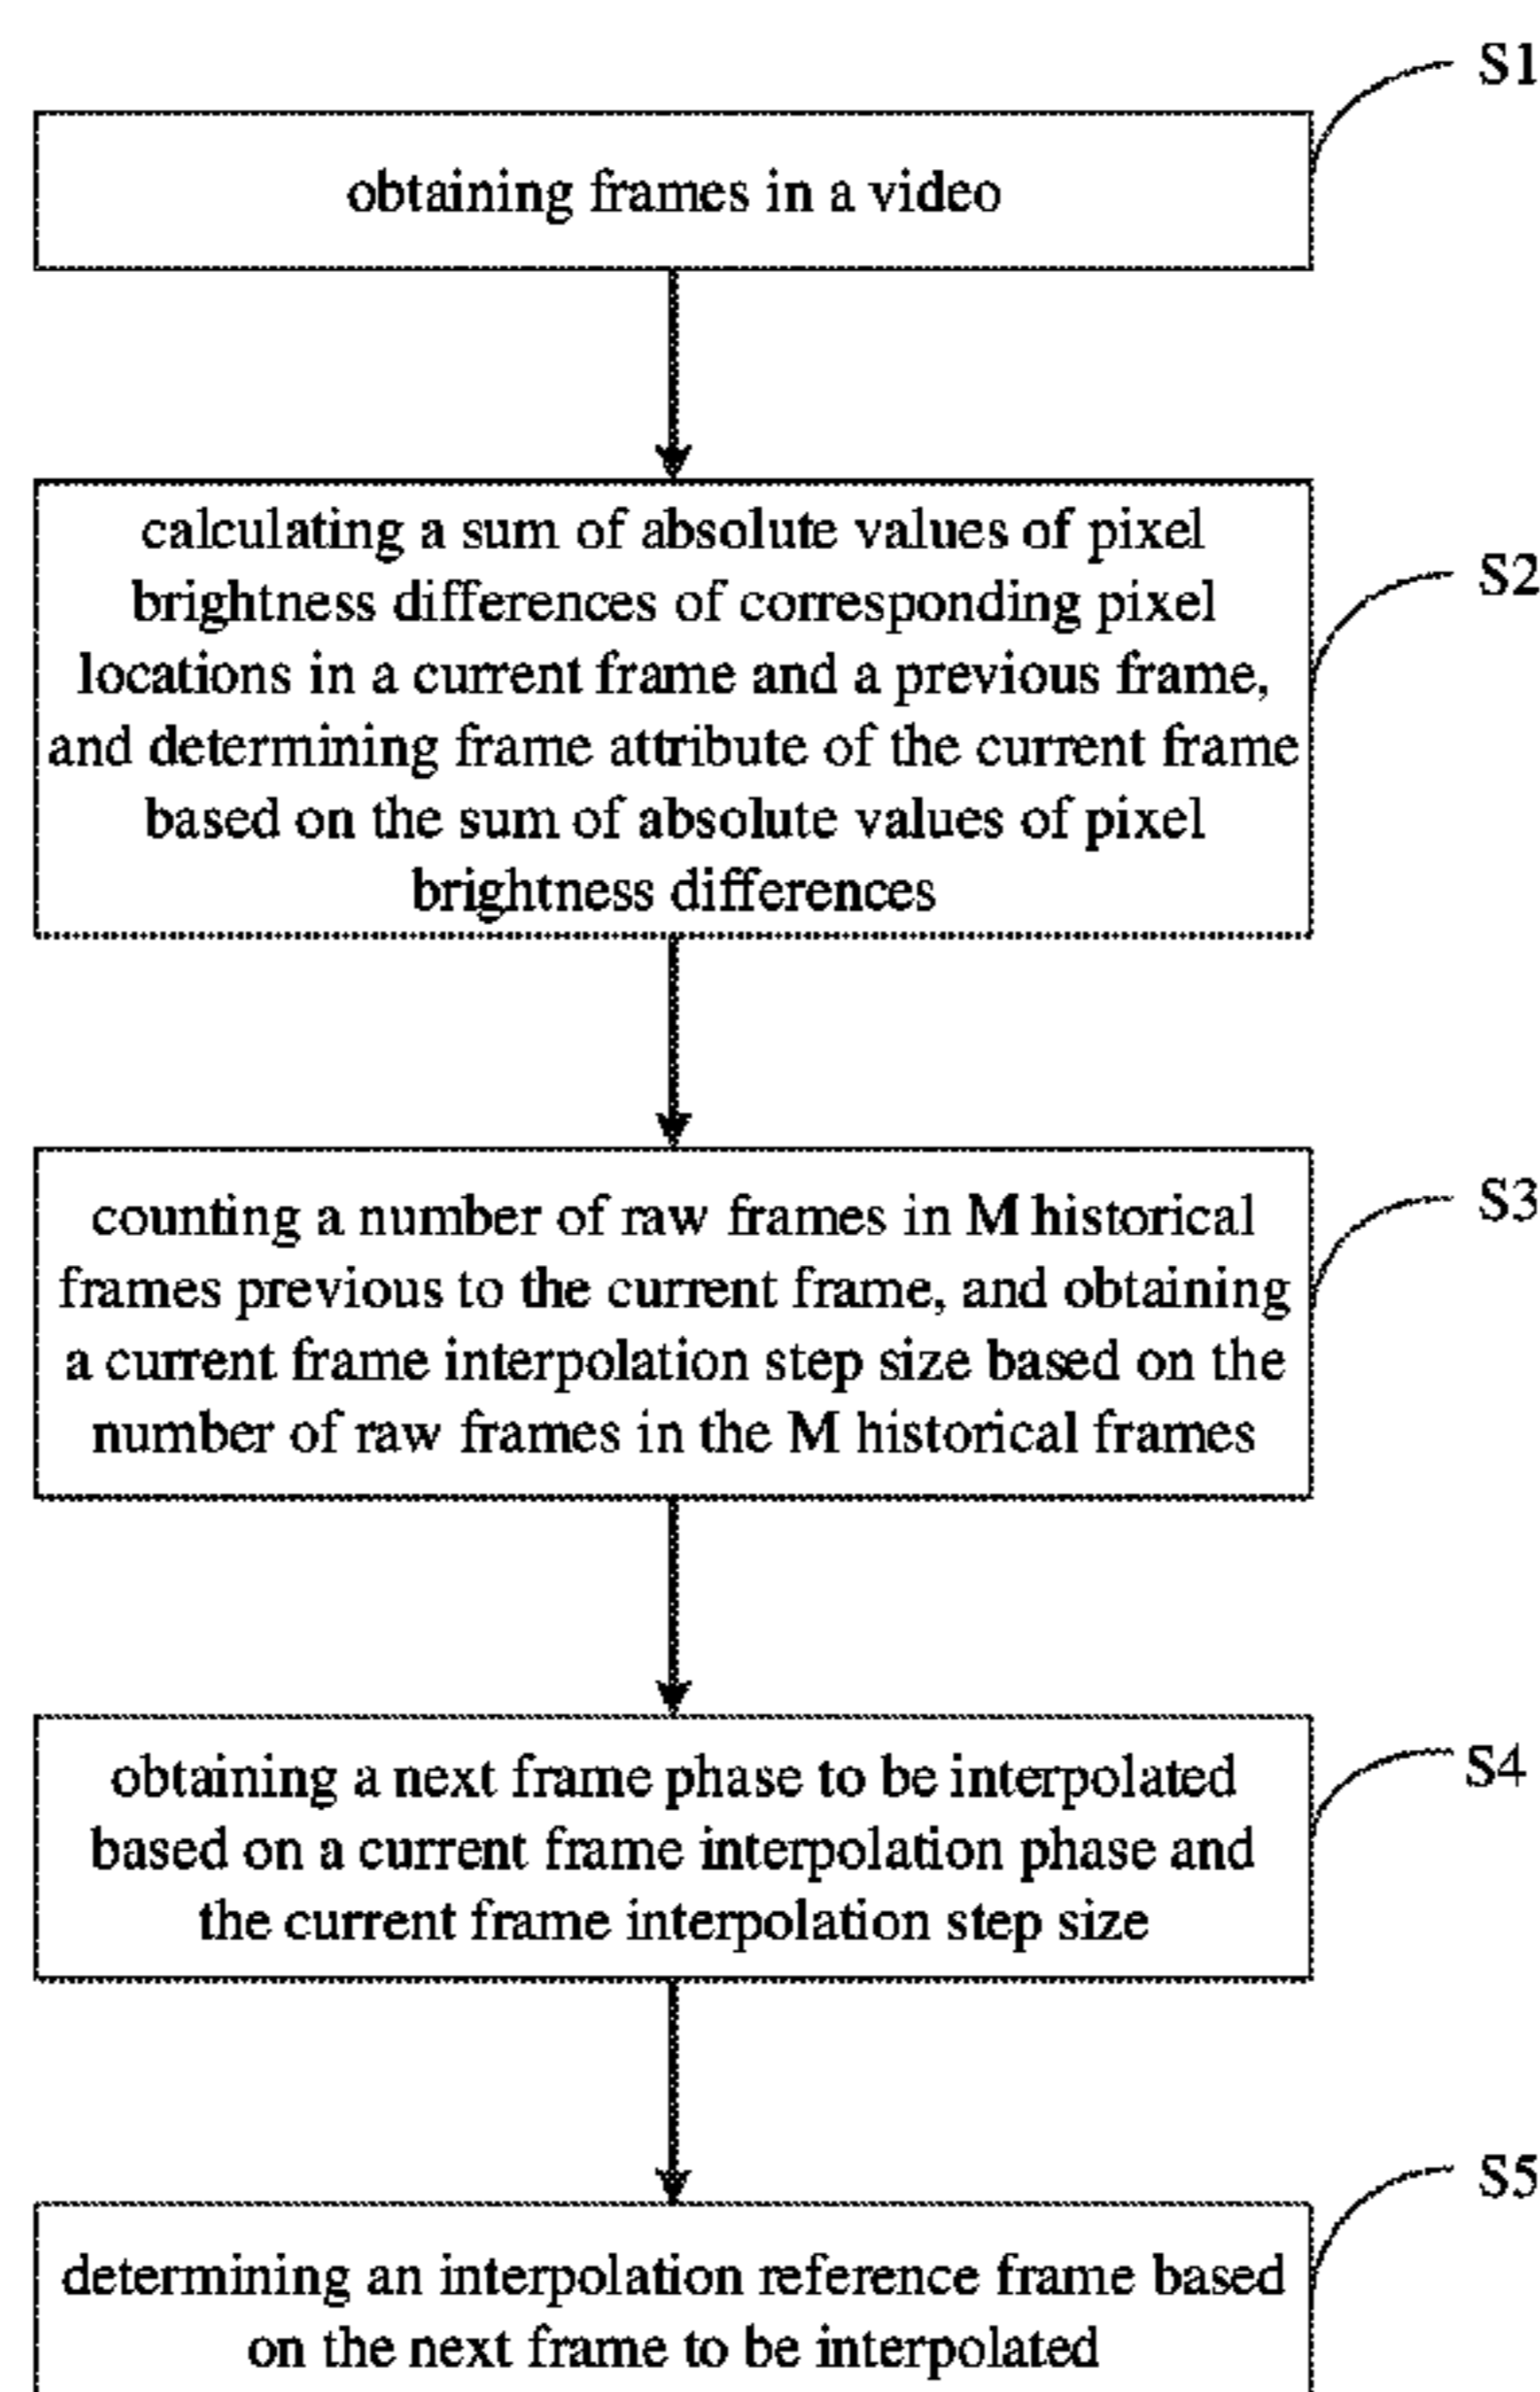 S1
obtaining frames in a video
calculating a sum of absolute values of pixel
brightness differences of corresponding pixel
S2
locations in a current frame and a previous frame,
and determining frame attribute of the current frame
based on the sum of absolute values of pixel
brightness differences
counting a number of raw frames in M historical
S3
frames previous to the current frame, and obtaining
a current frame interpolation step size based on the
number of raw frames in the M historical frames
obtaining a next frame phase to be interpolated
S4
based on a current frame interpolation phase and
the current frame interpolation step size
S5
determining an interpolation reference frame based
on the next frame to be interpolated